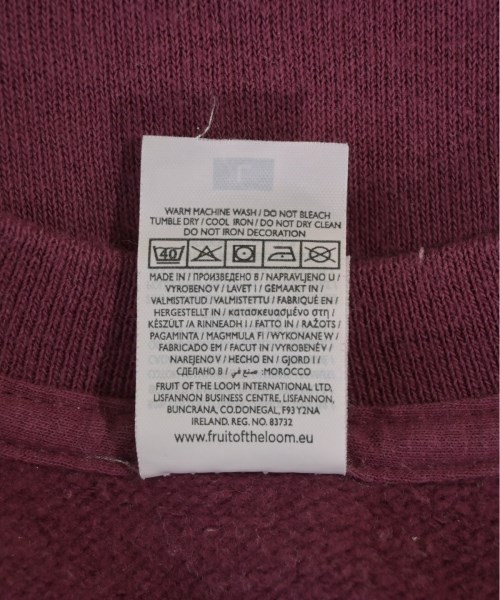 WARM MACHINE WASH / DO NOT BLEACH
TUMBLE DRY / COOL IRON / DO NOT DRY CLEAN
DO NOT IRON DECORATION
40
MADE IN / ПРОИЗВЕДЕНО В / NAPRAVLJENO U /
VYROBENO V / LAVET I / GEMAAKT IN /
VALMISTATUD / VALMISTETTU / FABRIQUÉ EN /
HERGESTELLT IN / κατασκευασμένο στη /
KÉSZÜLT /A RINNEADH I / FATTO IN / RAŽOTS /
PAGAMINTA / MAGHMULA FI / WYKONANE W /
FABRICADO EM / FACUT IN / VYROBENÉ V /
NAREJENO V / HECHO EN / GJORD I /
СДЕЛАНО В / صنع في :MOROCCO
FRUIT OF THE LOOM INTERNATIONAL LTD,
LISFANNON BUSINESS CENTRE, LISFANNON,
BUNCRANA, CO.DONEGAL, F93 Y2NA
IRELAND. REG. NO. 83732
www.fruitoftheloom.eu